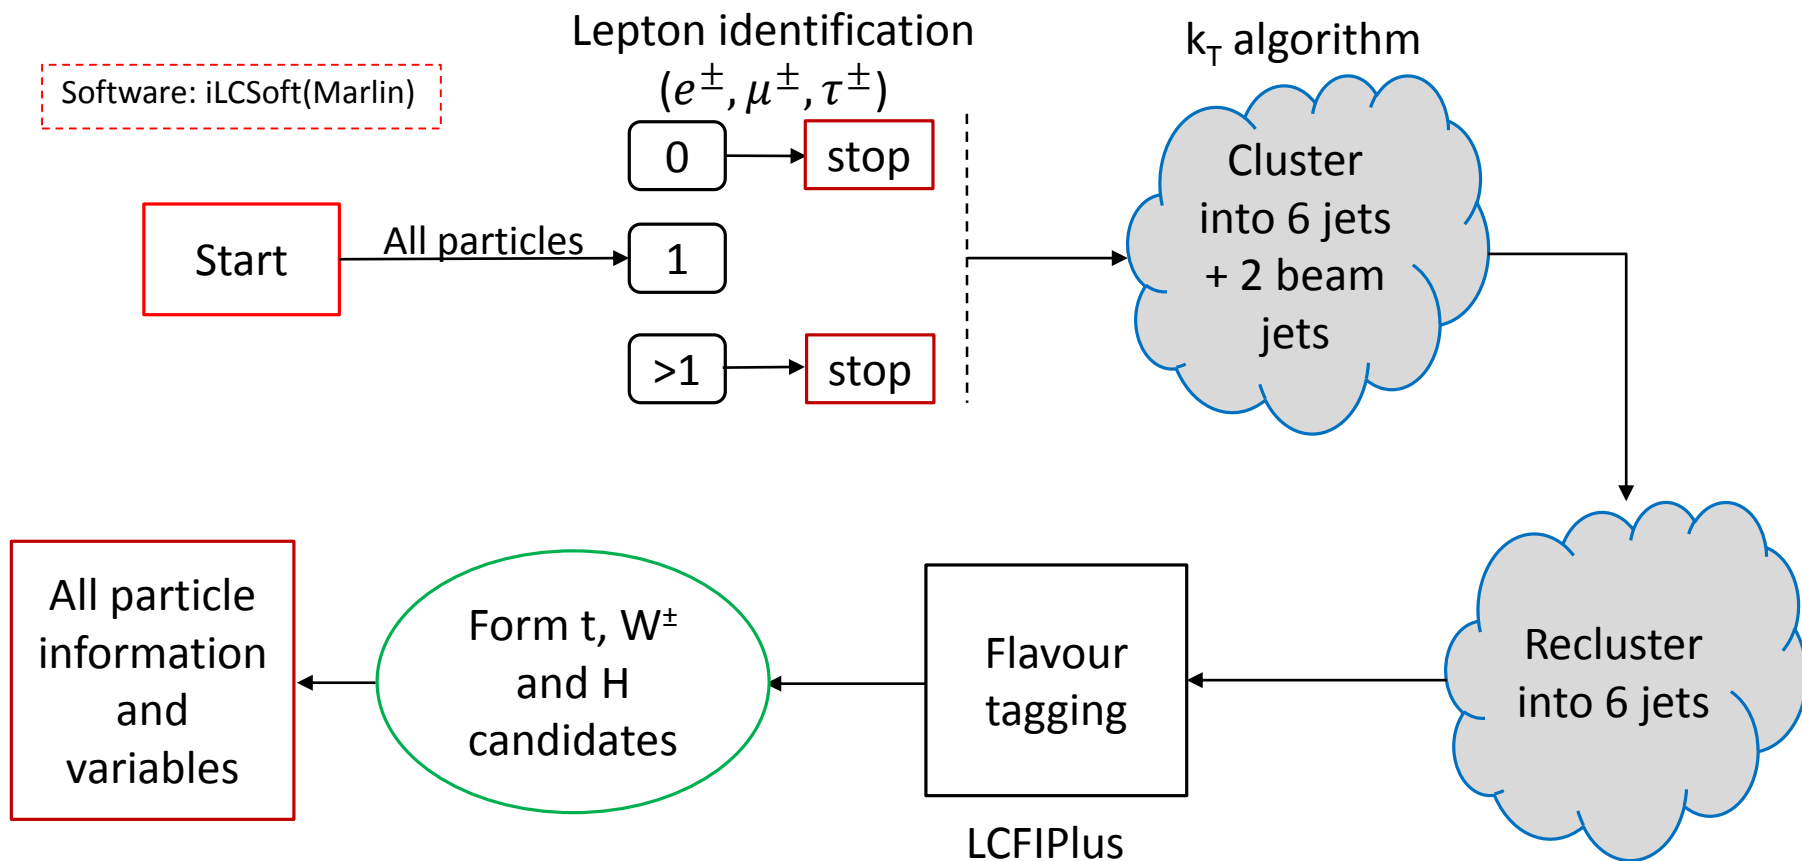 Lepton identification
(e±, μ±, τ±)
k_T algorithm
Software: iLCSoft(Marlin)
0
stop
Start
All particles
1
>1
stop
Cluster
into 6 jets
+ 2 beam
jets
Recluster
into 6 jets
Flavour
tagging
LCFIPlus
Form t, W±
and H
candidates
All particle
information
and
variables